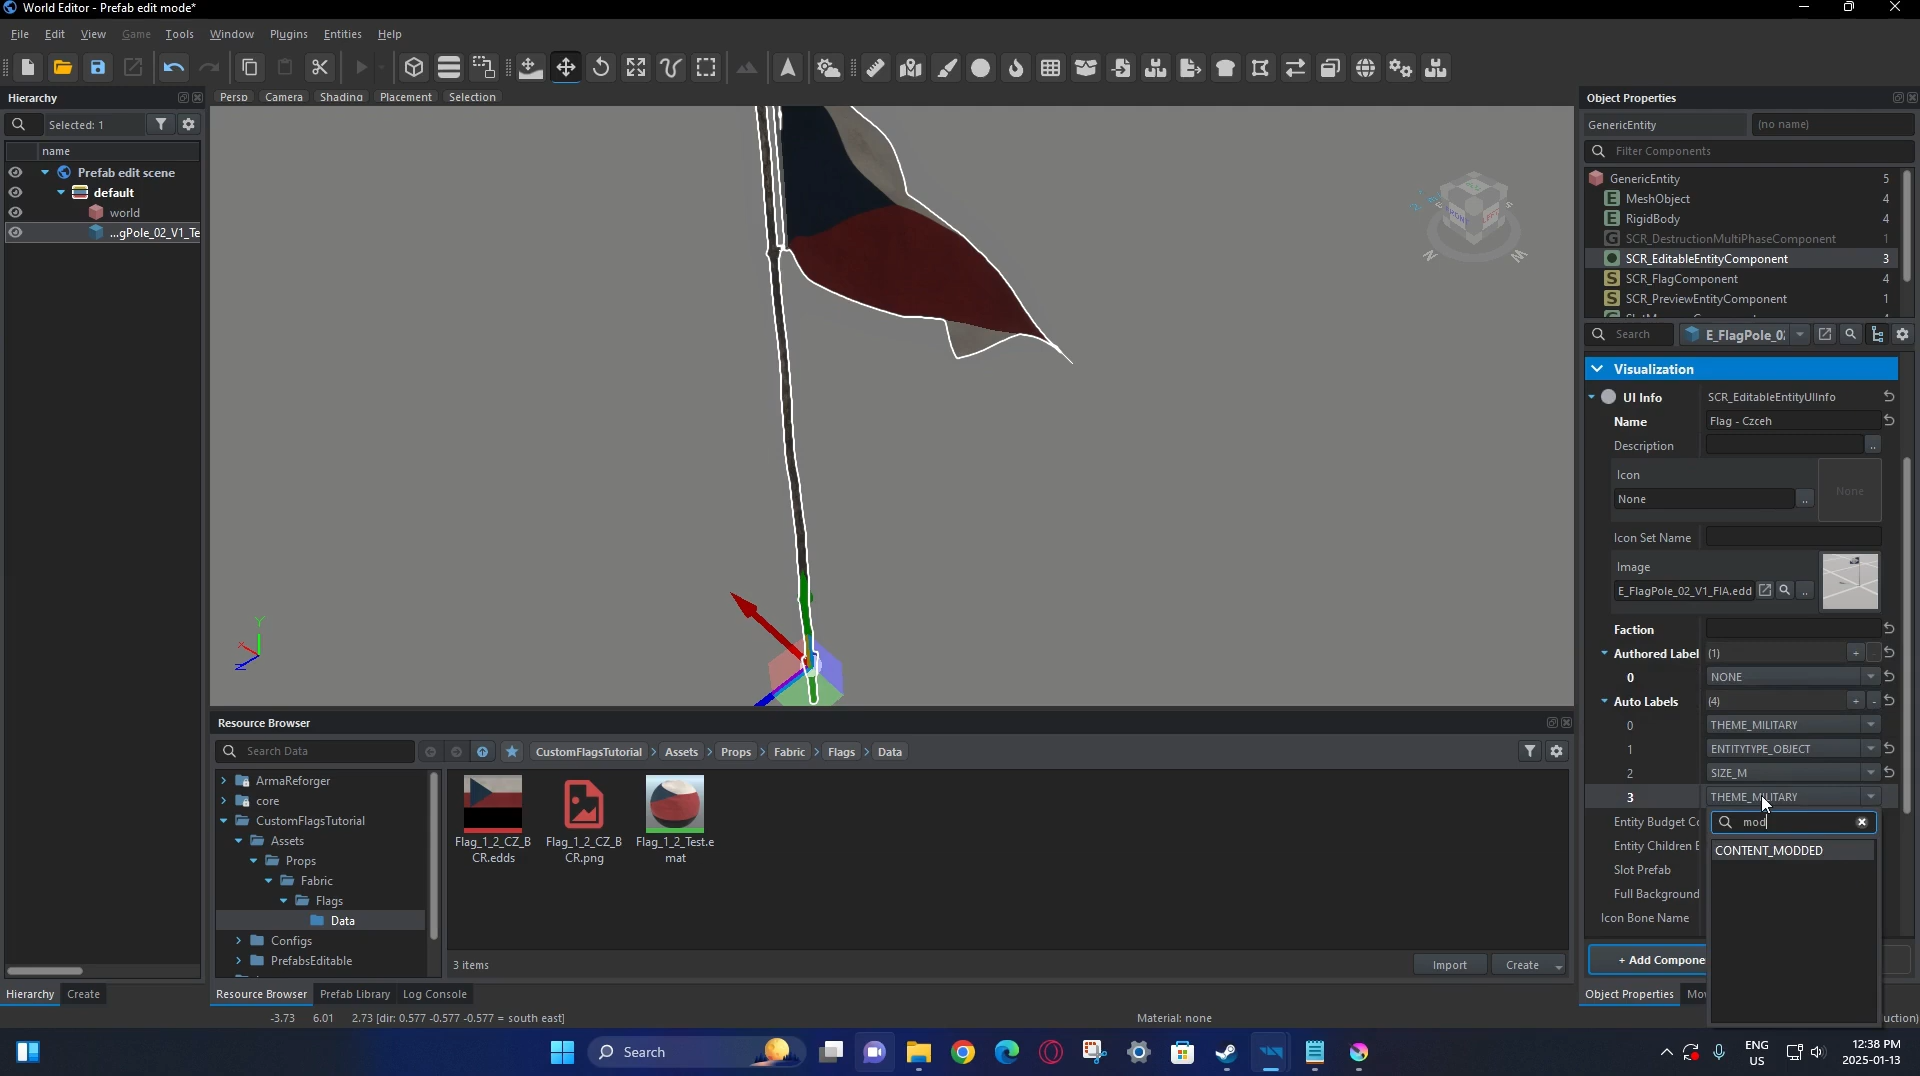 World Editor - Prefab edit mode*
File Edit View Game Tools Window Plugins Entities Help
Hierarchy
Selected: 1
name
Prefab edit scene
default
world
...gPole_02_V1_Te
Hierarchy Create
Persp Camera Shading Placement Selection
Resource Browser
Search Data
CustomFlagsTutorial Assets Props Fabric Flags Data
ArmaReforger
core
CustomFlagsTutorial
Assets
Props
Fabric
Flags
Data
Configs
PrefabsEditable
Flag_1_2_CZ_B
CR.edds
Flag_1_2_CZ_B
CR.png
Flag_1_2_Test.e
mat
3 items
Import Create
Resource Browser Prefab Library Log Console
-3.73 6.01 2.73 [dir: 0.577 -0.577 -0.577 = south east]
Material: none
Object Properties
GenericEntity (no name)
Filter Components
GenericEntity 5
MeshObject 4
RigidBody 4
SCR_DestructionMultiPhaseComponent 1
SCR_EditableEntityComponent 3
SCR_FlagComponent 4
SCR_PreviewEntityComponent 1
Search E_FlagPole_0
Visualization
UI Info SCR_EditableEntityUIInfo
Name Flag - Czceh
Description
Icon
None
None
Icon Set Name
Image
E_FlagPole_02_V1_FIA.edd
Faction
Authored Label (1)
0 NONE
Auto Labels (4)
0 THEME_MILITARY
1 ENTITYTYPE_OBJECT
2 SIZE_M
3 THEME_MILITARY
Entity Budget Co
mod
Entity Children B
CONTENT_MODDED
Slot Prefab
Full Background
Icon Bone Name
+ Add Compone
Object Properties Mo
uction)
Search
ENG
US
12:38 PM
2025-01-13